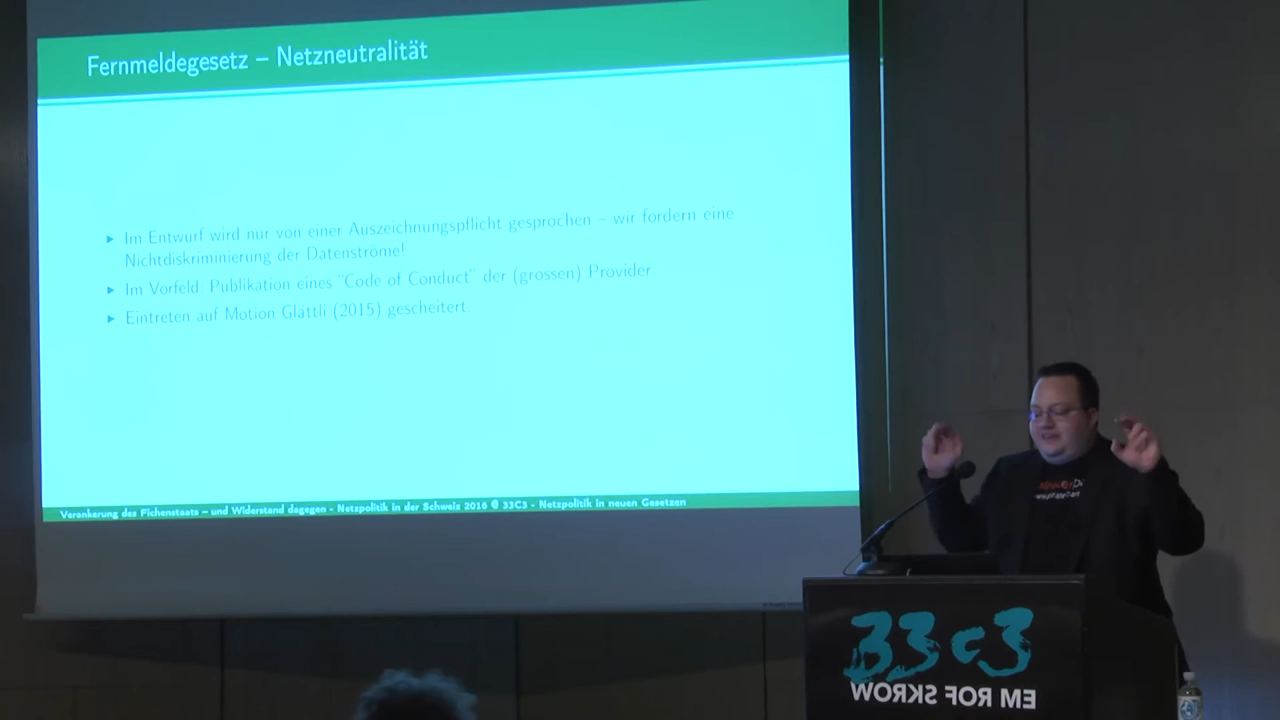 Fernmeldegesetz – Netzneutralität
▶ Im Entwurf wird nur von einer Auszeichnungspflicht gesprochen – wir fordern eine
Nichtdiskriminierung der Datenströme!
▶ Im Vorfeld: Publikation eines "Code of Conduct" der (grossen) Provider.
▶ Eintreten auf Motion Glättli (2015) gescheitert.
Verankerung des Fichenstaats – und Widerstand dagegen - Netzpolitik in der Schweiz 2016 @ 33C3 - Netzpolitik in neuen Gesetzen
33c3
WORKS FOR ME